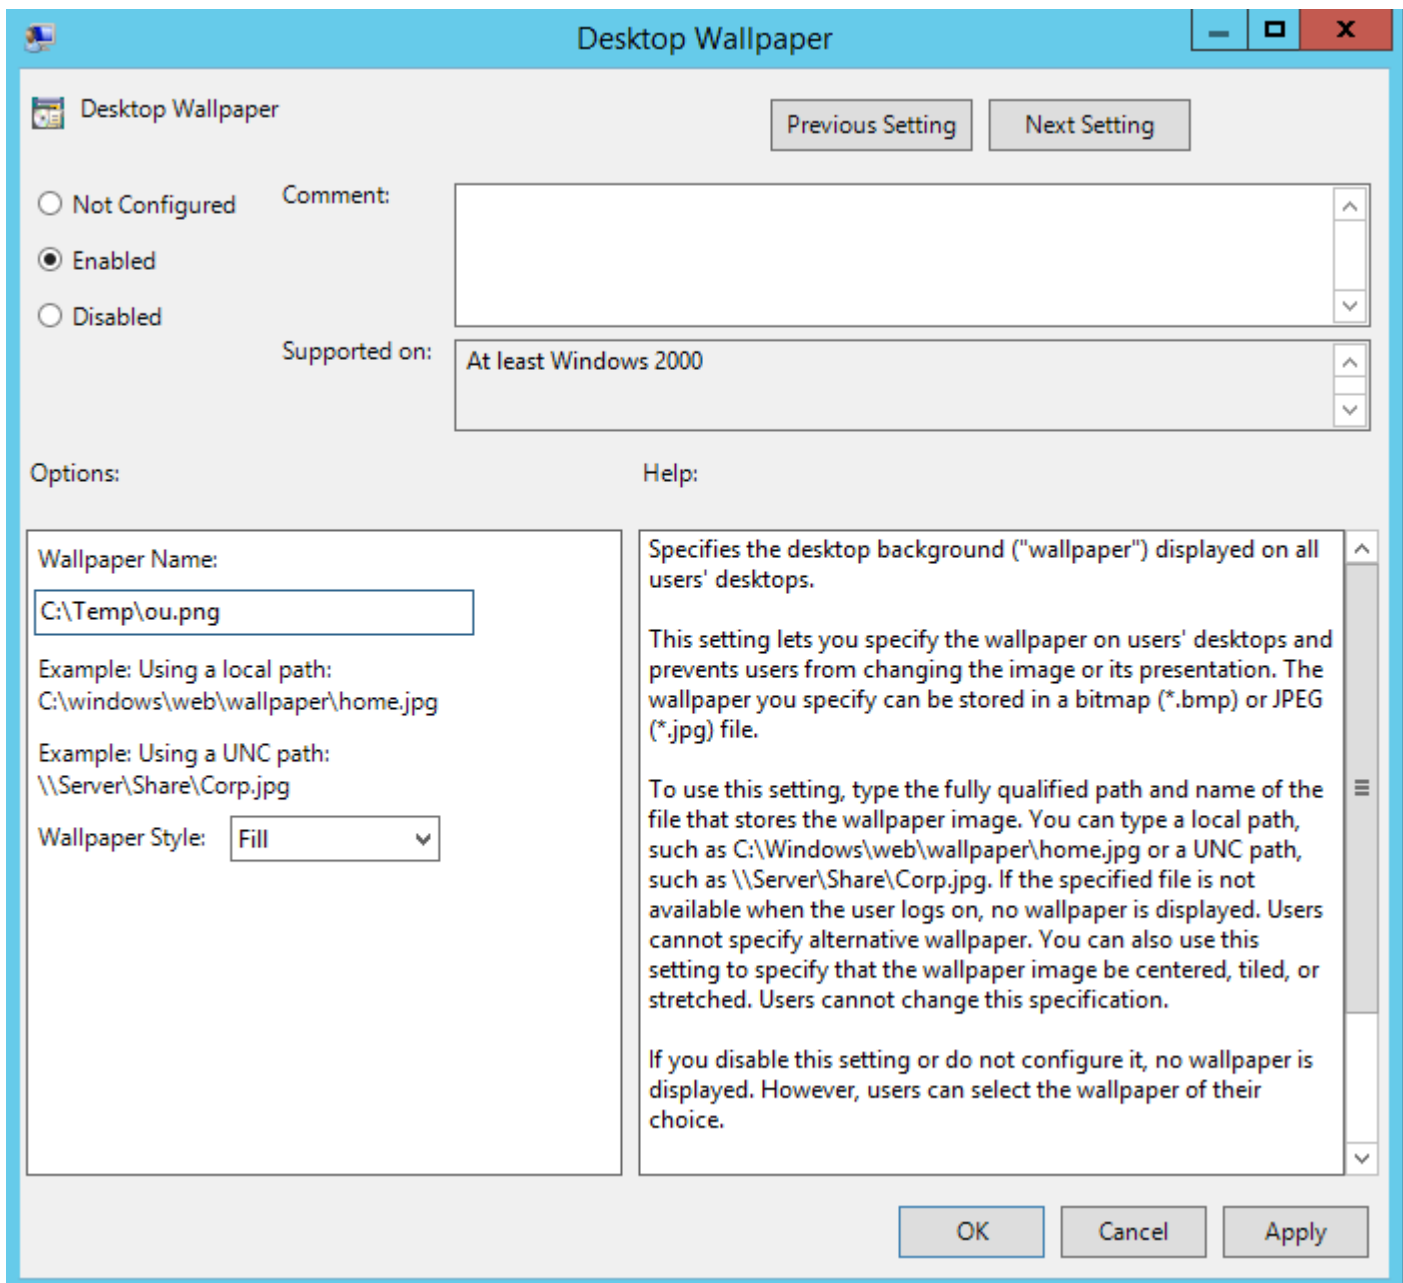 Desktop Wallpaper
Desktop Wallpaper
Previous Setting
Next Setting
Not Configured
Comment:
Enabled
Disabled
Supported on:
At least Windows 2000
Options:
Help:
Wallpaper Name:
C:\Temp\ou.png
Example: Using a local path:
C:\windows\web\wallpaper\home.jpg
Example: Using a UNC path:
\\Server\Share\Corp.jpg
Wallpaper Style:
Fill
Specifies the desktop background ("wallpaper") displayed on all
users' desktops.
This setting lets you specify the wallpaper on users' desktops and
prevents users from changing the image or its presentation. The
wallpaper you specify can be stored in a bitmap (*.bmp) or JPEG
(*.jpg) file.
To use this setting, type the fully qualified path and name of the
file that stores the wallpaper image. You can type a local path,
such as C:\Windows\web\wallpaper\home.jpg or a UNC path,
such as \\Server\Share\Corp.jpg. If the specified file is not
available when the user logs on, no wallpaper is displayed. Users
cannot specify alternative wallpaper. You can also use this
setting to specify that the wallpaper image be centered, tiled, or
stretched. Users cannot change this specification.
If you disable this setting or do not configure it, no wallpaper is
displayed. However, users can select the wallpaper of their
choice.
OK
Cancel
Apply